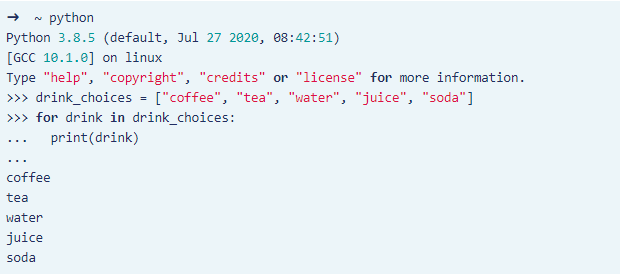 ➜  ~ python
Python 3.8.5 (default, Jul 27 2020, 08:42:51)
[GCC 10.1.0] on linux
Type "help", "copyright", "credits" or "license" for more information.
>>> drink_choices = ["coffee", "tea", "water", "juice", "soda"]
>>> for drink in drink_choices:
...   print(drink)
...
coffee
tea
water
juice
soda